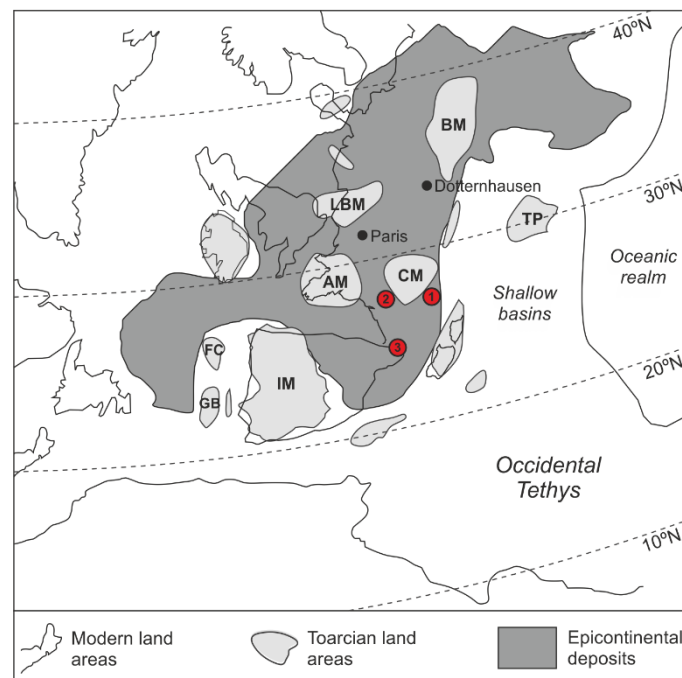 40ºN
BM
Dotternhausen
30ºN
LBM
TP
Paris
Oceanic
realm
AM
CM
Shallow
basins
2
1
3
FC
IM
GB
20ºN
Occidental
Tethys
10ºN
Modern land
areas
Toarcian land
areas
Epicontinental
deposits